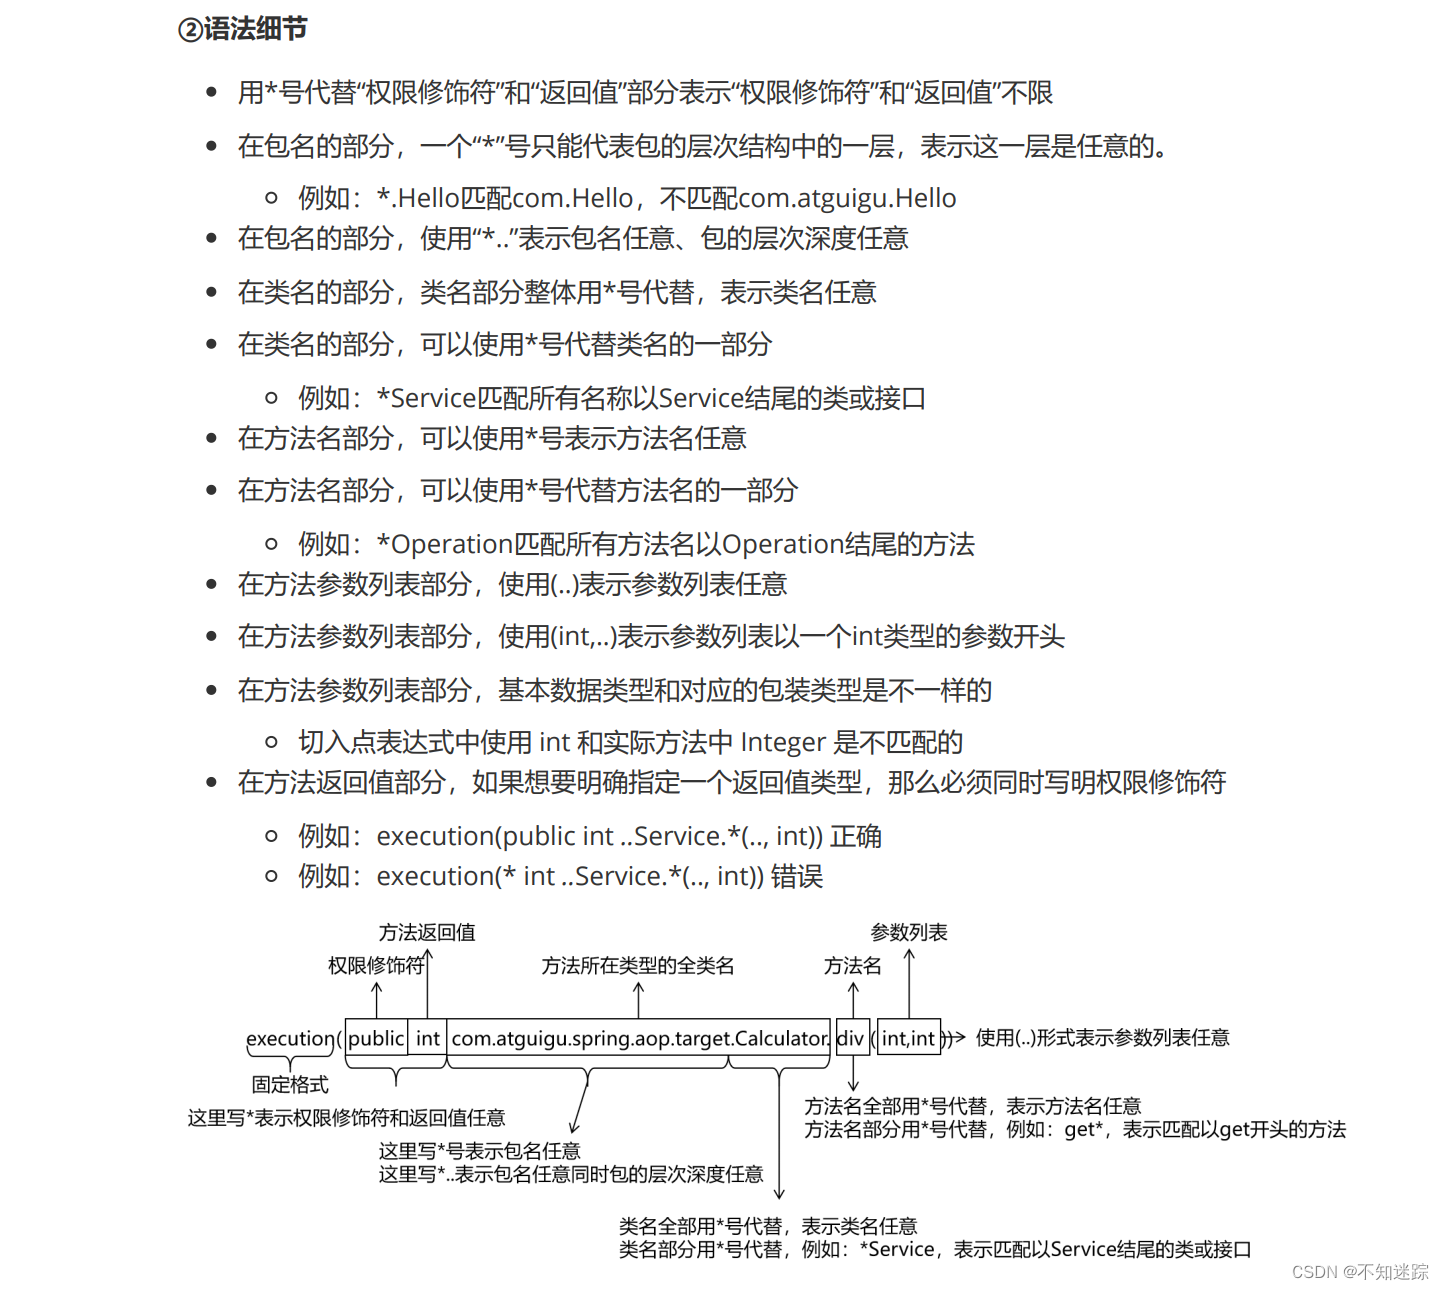 ②语法细节
用*号代替“权限修饰符”和“返回值”部分表示“权限修饰符”和“返回值”不限
在包名的部分，一个“*”号只能代表包的层次结构中的一层，表示这一层是任意的。
例如：*.Hello匹配com.Hello，不匹配com.atguigu.Hello
在包名的部分，使用“*..”表示包名任意、包的层次深度任意
在类名的部分，类名部分整体用*号代替，表示类名任意
在类名的部分，可以使用*号代替类名的一部分
例如：*Service匹配所有名称以Service结尾的类或接口
在方法名部分，可以使用*号表示方法名任意
在方法名部分，可以使用*号代替方法名的一部分
例如：*Operation匹配所有方法名以Operation结尾的方法
在方法参数列表部分，使用(..)表示参数列表任意
在方法参数列表部分，使用(int,..)表示参数列表以一个int类型的参数开头
在方法参数列表部分，基本数据类型和对应的包装类型是不一样的
切入点表达式中使用 int 和实际方法中 Integer 是不匹配的
在方法返回值部分，如果想要明确指定一个返回值类型，那么必须同时写明权限修饰符
例如：execution(public int ..Service.*(.., int)) 正确
例如：execution(* int ..Service.*(.., int)) 错误
方法返回值 参数列表
权限修饰符 方法所在类型的全类名 方法名
execution( public int com.atguigu.spring.aop.target.Calculator. div ( int,int )) 使用(..)形式表示参数列表任意
固定格式
这里写*表示权限修饰符和返回值任意
方法名全部用*号代替，表示方法名任意
方法名部分用*号代替，例如：get*，表示匹配以get开头的方法
这里写*号表示包名任意
这里写*..表示包名任意同时包的层次深度任意
类名全部用*号代替，表示类名任意
类名部分用*号代替，例如：*Service，表示匹配以Service结尾的类或接口
CSDN @不知迷踪